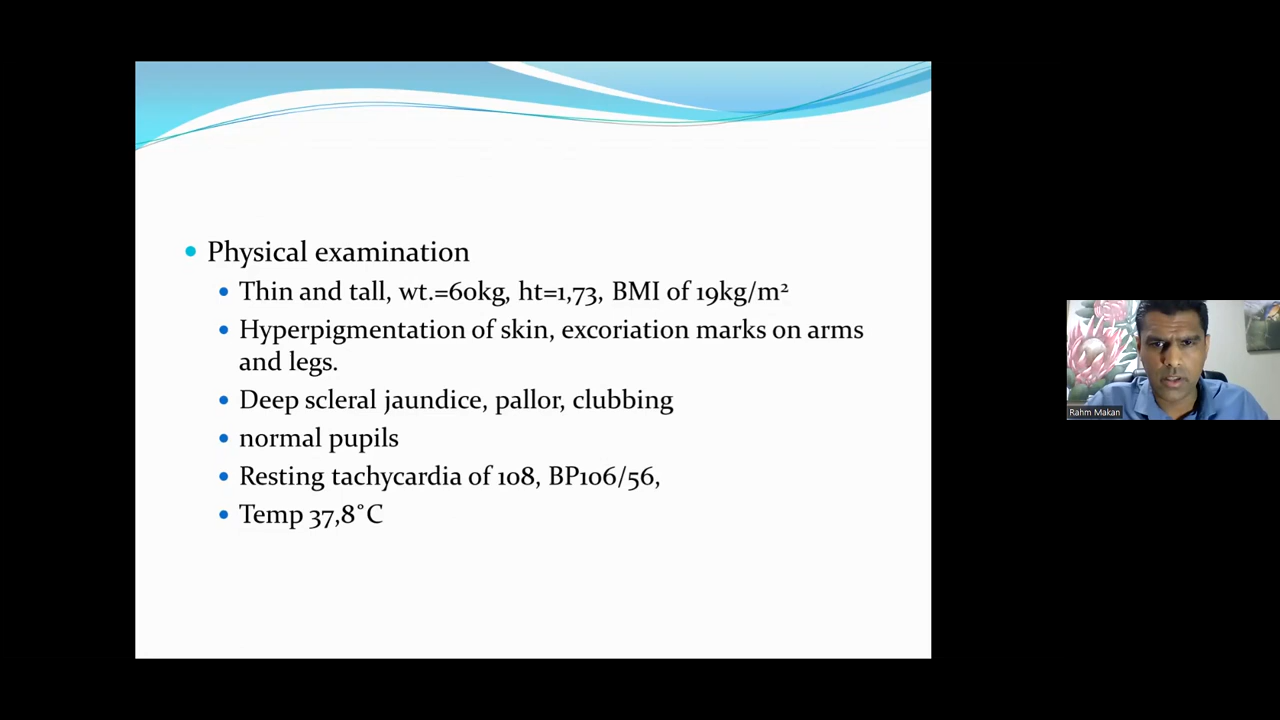 Physical examination
Thin and tall, wt.=60kg, ht=1,73, BMI of 19kg/m²
Hyperpigmentation of skin, excoriation marks on arms
and legs.
Deep scleral jaundice, pallor, clubbing
normal pupils
Resting tachycardia of 108, BP106/56,
Temp 37,8°C
Rahm Makan